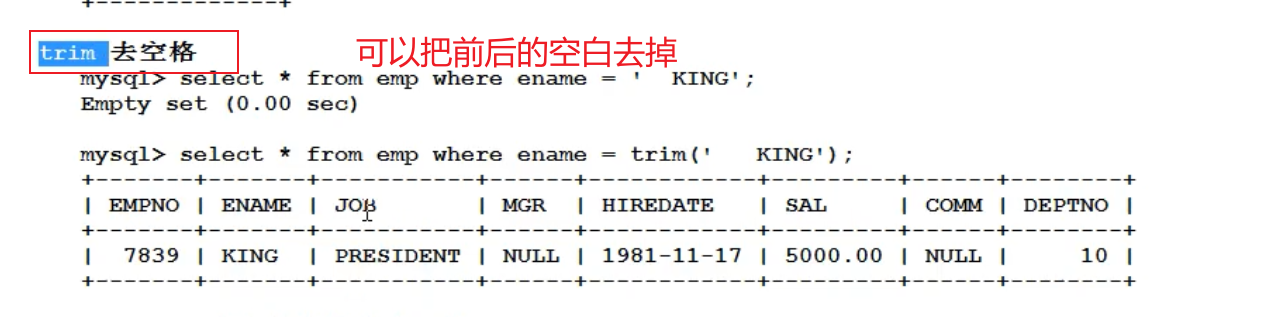 +-------------+
trim 去空格 可以把前后的空白去掉
mysql> select * from emp where ename = '  KING';
Empty set (0.00 sec)
mysql> select * from emp where ename = trim('   KING');
+-------+-------+-----------+------+------------+---------+------+--------+
| EMPNO | ENAME | JOB       | MGR  | HIREDATE   | SAL     | COMM | DEPTNO |
+-------+-------+-----------+------+------------+---------+------+--------+
|  7839 | KING  | PRESIDENT | NULL | 1981-11-17 | 5000.00 | NULL |     10 |
+-------+-------+-----------+------+------------+---------+------+--------+